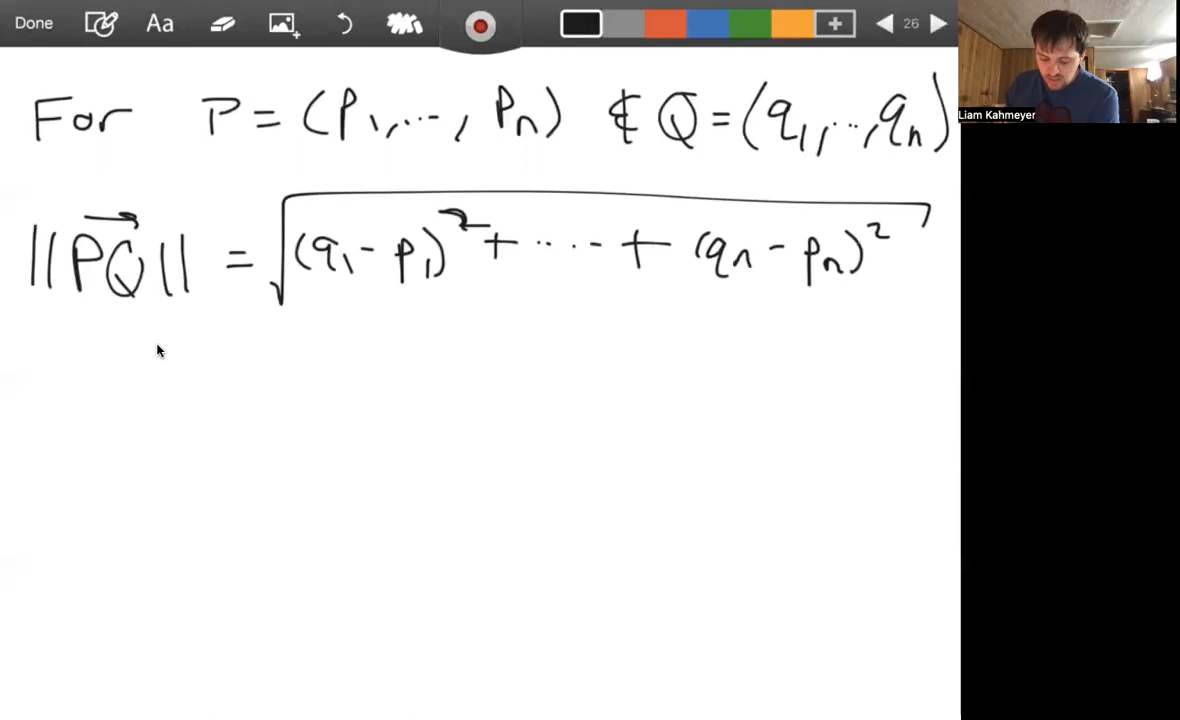 Done Aa 26
For P = (p₁, ..., pₙ) & Q = (q₁, ..., qₙ)
Liam Kahmeyer
||PQ⃗|| = √((q₁ - p₁)² + ..... + (qₙ - pₙ)²)